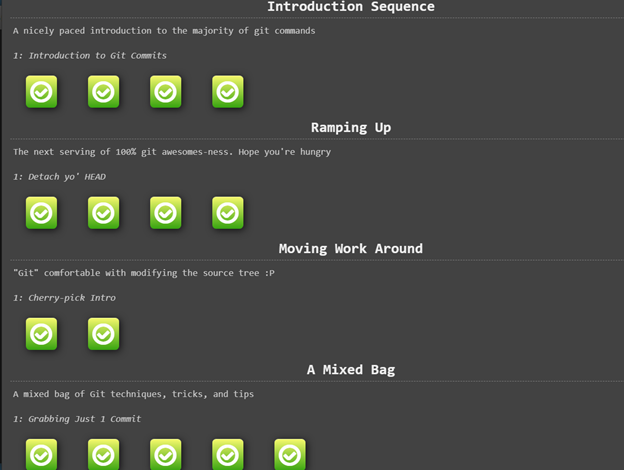 Introduction Sequence
A nicely paced introduction to the majority of git commands
1: Introduction to Git Commits
Ramping Up
The next serving of 100% git awesomes-ness. Hope you're hungry
1: Detach yo' HEAD
Moving Work Around
"Git" comfortable with modifying the source tree :P
1: Cherry-pick Intro
A Mixed Bag
A mixed bag of Git techniques, tricks, and tips
1: Grabbing Just 1 Commit